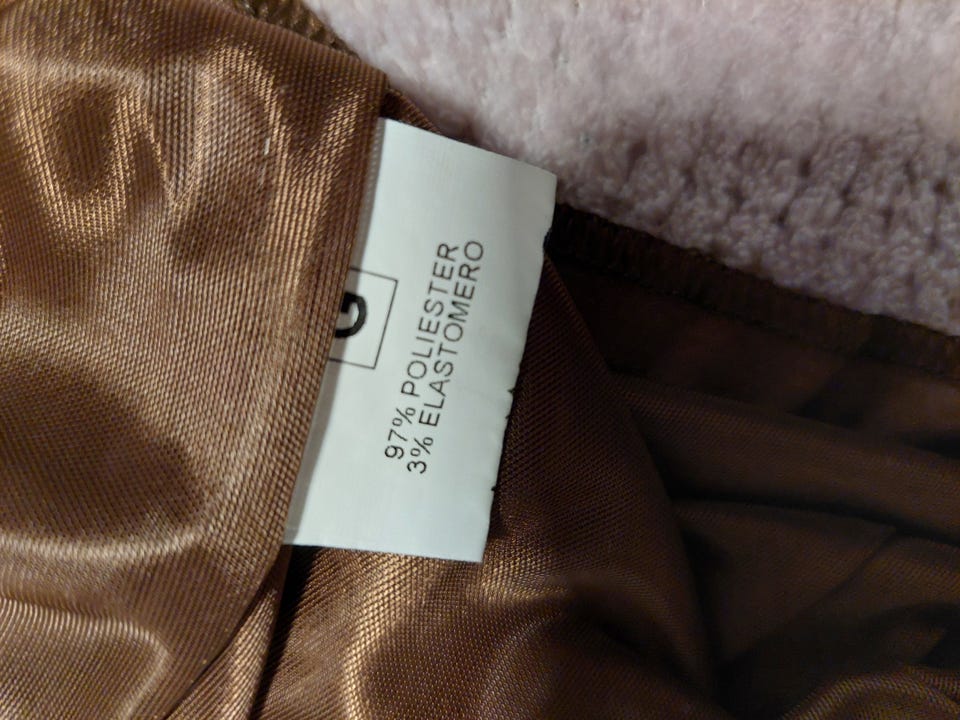 G
97% POLIESTER
3% ELASTOMERO